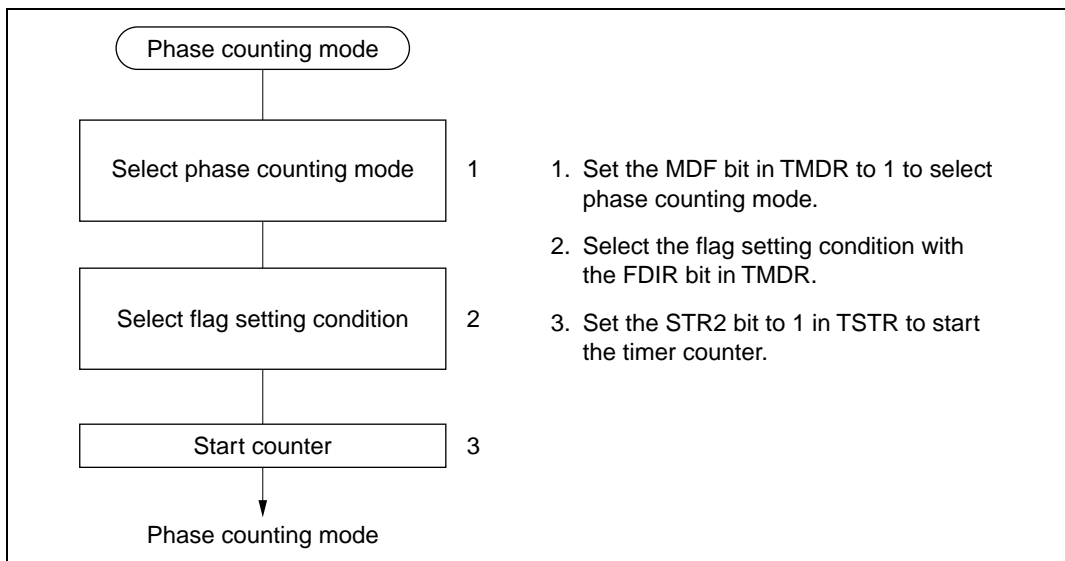 Phase counting mode
Select phase counting mode 1
Select flag setting condition 2
Start counter 3
Phase counting mode
1. Set the MDF bit in TMDR to 1 to select
phase counting mode.
2. Select the flag setting condition with
the FDIR bit in TMDR.
3. Set the STR2 bit to 1 in TSTR to start
the timer counter.